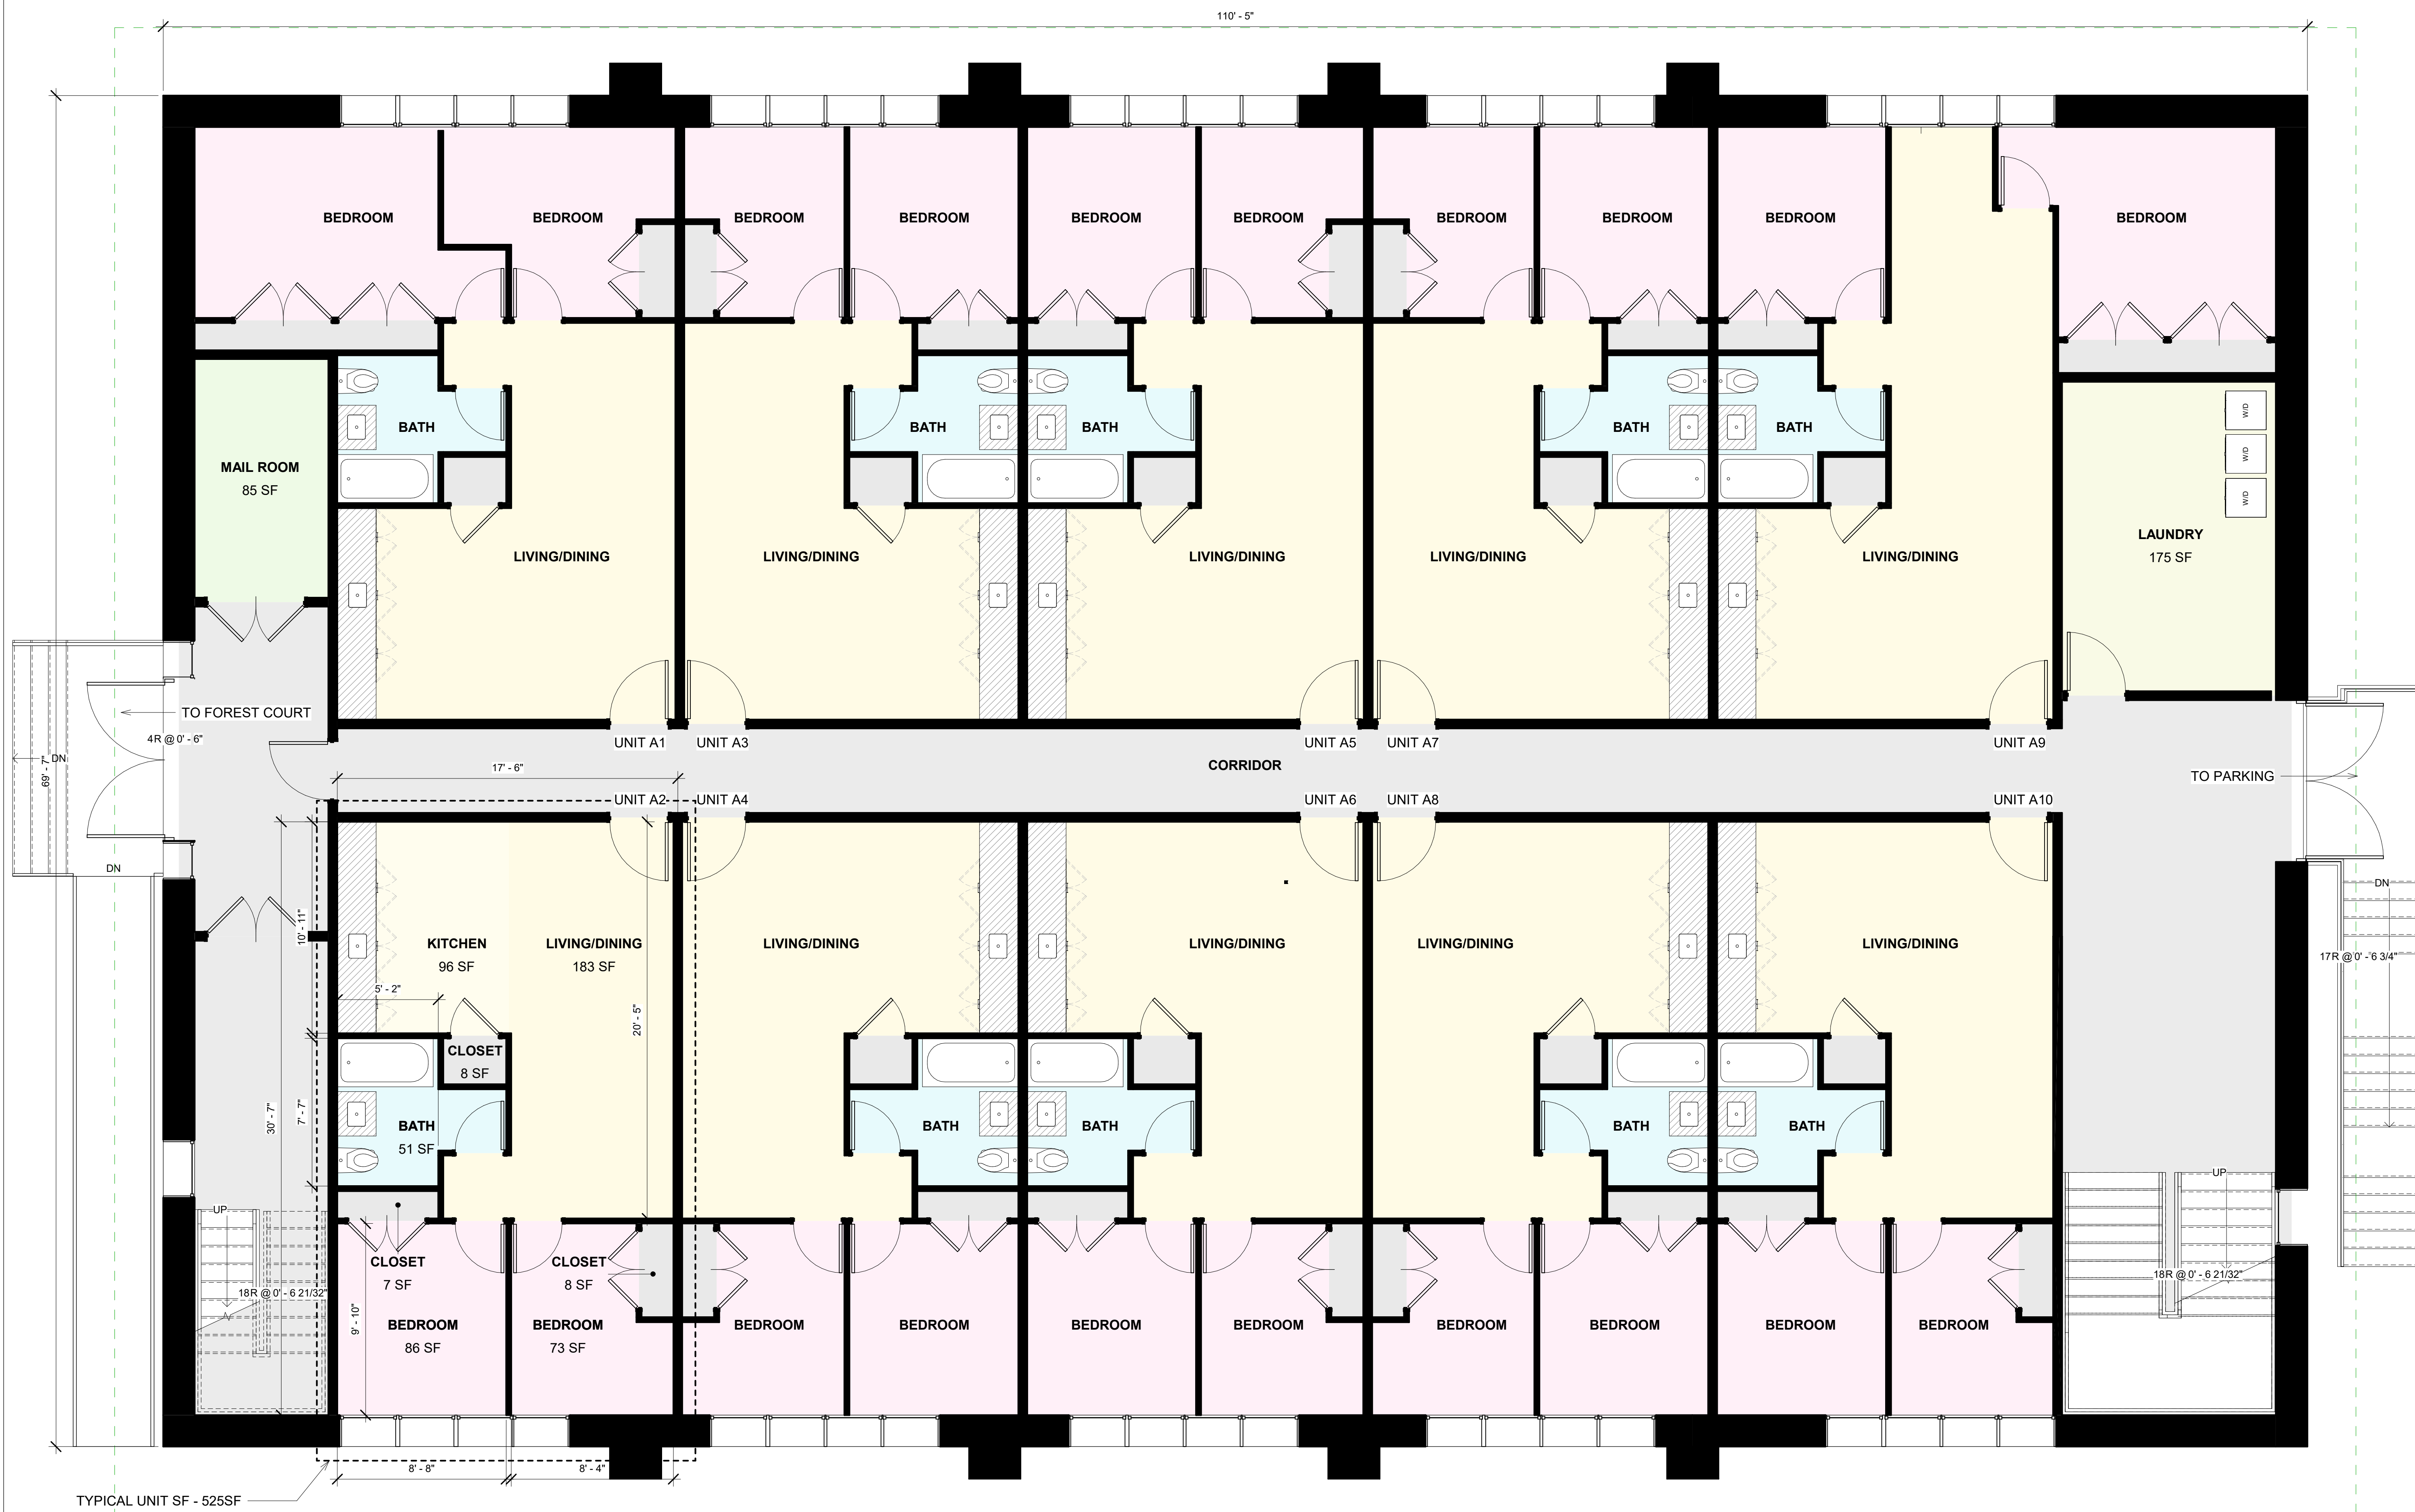 110' - 5"
BEDROOM
BEDROOM
BEDROOM
BEDROOM
BEDROOM
BEDROOM
BEDROOM
BEDROOM
BEDROOM
BEDROOM
W/D
W/D
W/D
BATH
BATH
BATH
BATH
BATH
MAIL ROOM
85 SF
LAUNDRY
175 SF
LIVING/DINING
LIVING/DINING
LIVING/DINING
LIVING/DINING
LIVING/DINING
TO FOREST COURT
4R @ 0' - 6"
DN
69' - 7"
UNIT A1
UNIT A3
UNIT A5
UNIT A7
UNIT A9
17' - 6"
CORRIDOR
TO PARKING
UNIT A2
UNIT A4
UNIT A6
UNIT A8
UNIT A10
DN
DN
10' - 11"
KITCHEN
96 SF
LIVING/DINING
183 SF
LIVING/DINING
LIVING/DINING
LIVING/DINING
LIVING/DINING
17R @ 0' - 6 3/4"
5' - 2"
20' - 5"
CLOSET
8 SF
30' - 7"
7' - 7"
BATH
51 SF
BATH
BATH
BATH
BATH
UP
UP
CLOSET
7 SF
CLOSET
8 SF
18R @ 0' - 6 21/32"
18R @ 0' - 6 21/32"
9' - 10"
BEDROOM
86 SF
BEDROOM
73 SF
BEDROOM
BEDROOM
BEDROOM
BEDROOM
BEDROOM
BEDROOM
BEDROOM
BEDROOM
8' - 8"
8' - 4"
TYPICAL UNIT SF - 525SF